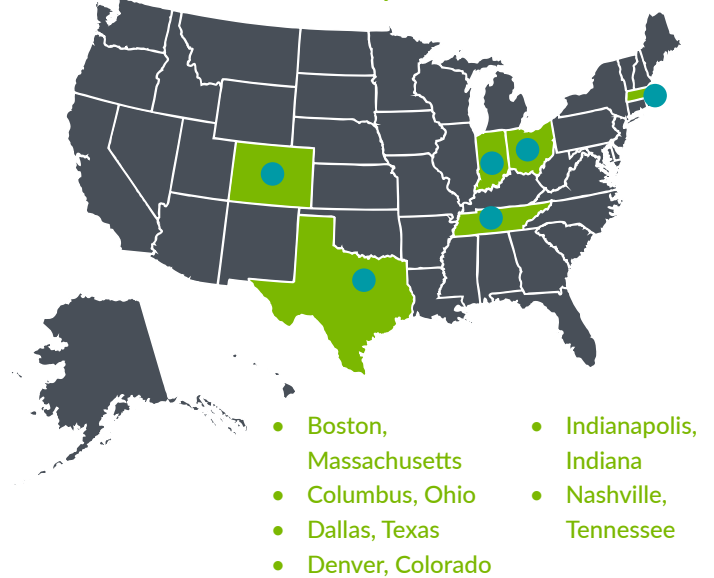 • Boston,
Massachusetts
• Columbus, Ohio
• Dallas, Texas
• Denver, Colorado
• Indianapolis,
Indiana
• Nashville,
Tennessee